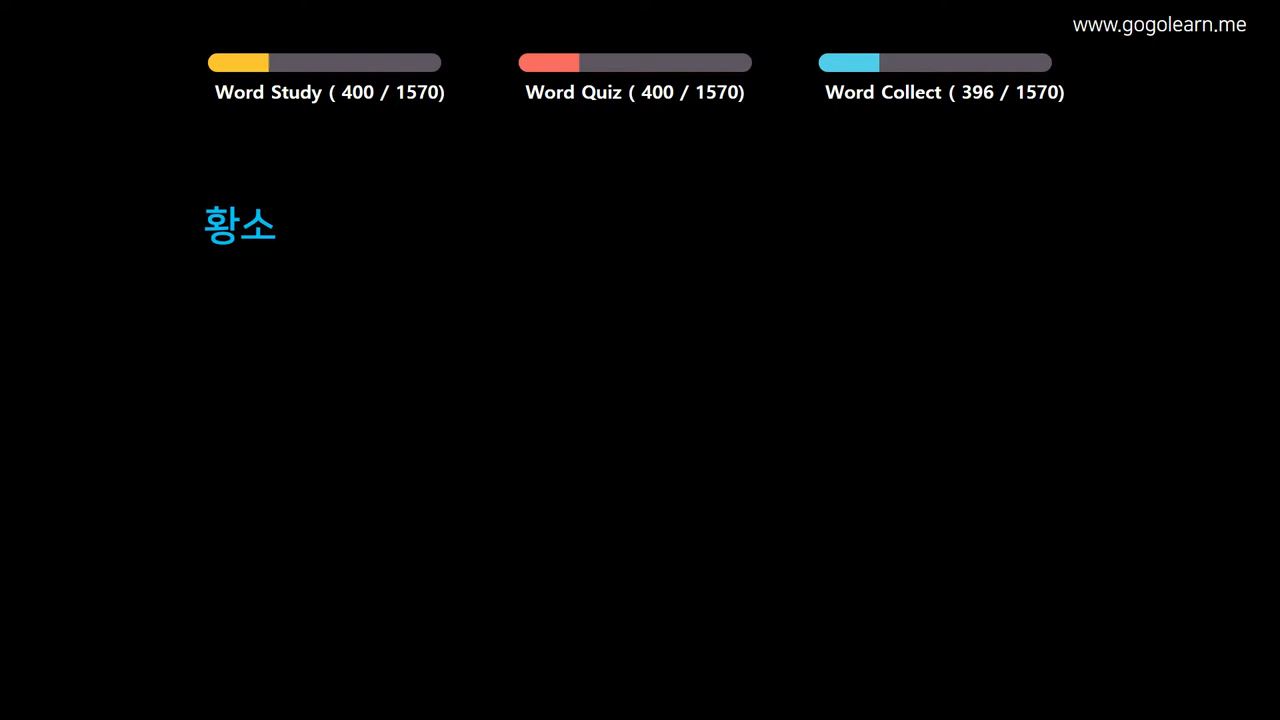 www.gogolearn.me
Word Study ( 400 / 1570)
Word Quiz ( 400 / 1570)
Word Collect ( 396 / 1570)
황소